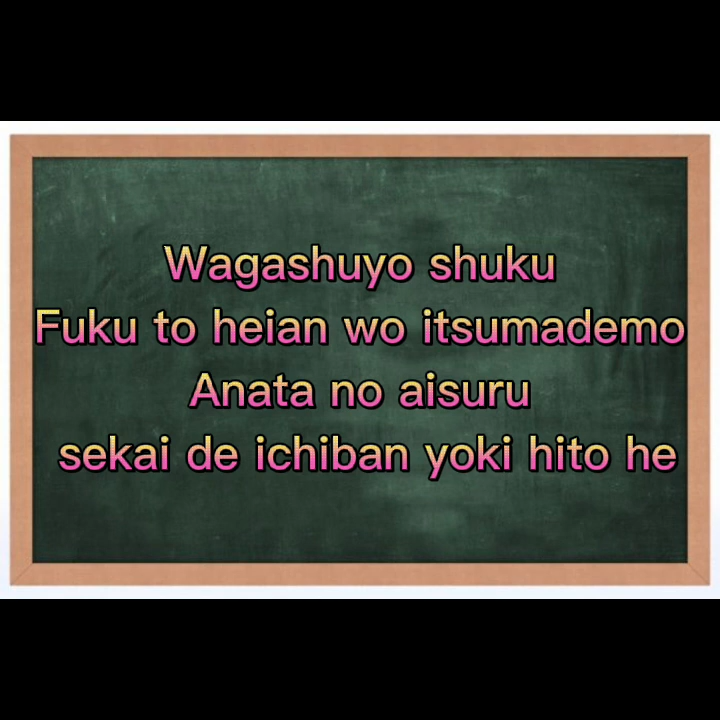 Wagashuyo shuku
Fuku to heian wo itsumademo
Anata no aisuru
sekai de ichiban yoki hito he